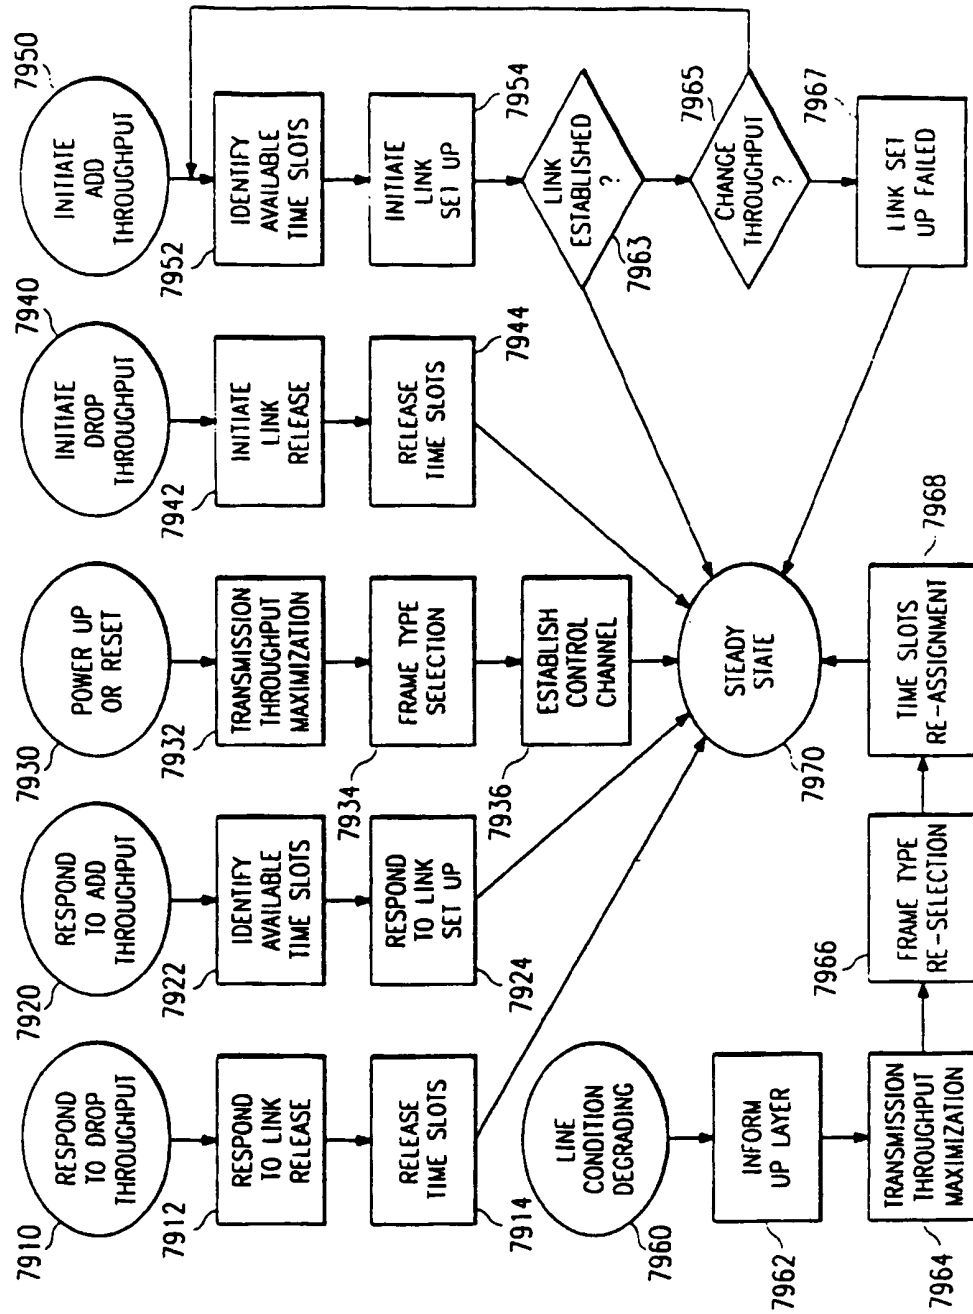 7910
RESPOND
TO DROP
THROUGHPUT
7912
RESPOND
TO LINK
RELEASE
RELEASE
TIME SLOTS
7914
7920
RESPOND
TO ADD
THROUGHPUT
7922
IDENTIFY
AVAILABLE
TIME SLOTS
RESPOND
TO LINK
SET UP
7924
7930
POWER UP
OR RESET
7932
TRANSMISSION
THROUGHPUT
MAXIMIZATION
7934
FRAME TYPE
SELECTION
7936
ESTABLISH
CONTROL
CHANNEL
7940
INITIATE
DROP
THROUGHPUT
7942
INITIATE
LINK
RELEASE
RELEASE
TIME SLOTS
7944
7950
INITIATE
ADD
THROUGHPUT
7952
IDENTIFY
AVAILABLE
TIME SLOTS
INITIATE
LINK
SET UP
7954
LINK
ESTABLISHED
?
7963
7965
CHANGE
THROUGHPUT
?
7967
LINK SET
UP FAILED
LINE
CONDITION
DEGRADING
7960
INFORM
UP LAYER
7962
TRANSMISSION
THROUGHPUT
MAXIMIZATION
7964
7966
FRAME TYPE
RE-SELECTION
TIME SLOTS
RE-ASSIGNMENT
7968
STEADY
STATE
7970